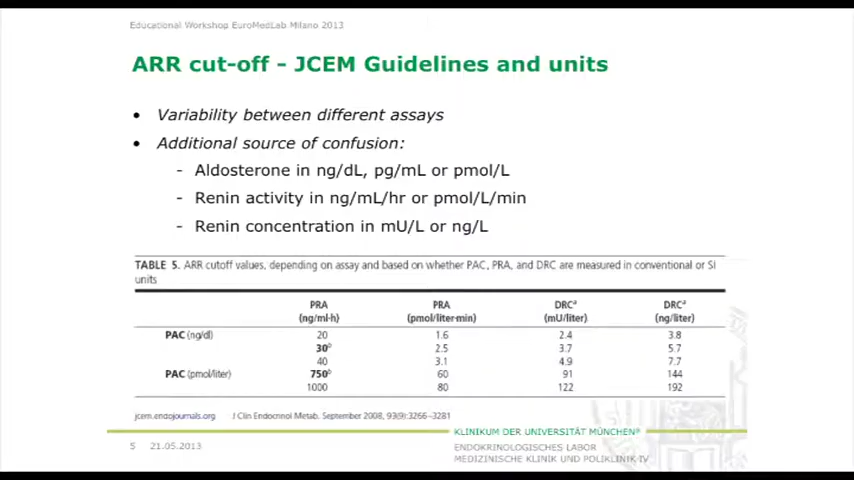 Educational Workshop EuroMedLab Milano 2013
ARR cut-off - JCEM Guidelines and units
• Variability between different assays
• Additional source of confusion:
- Aldosterone in ng/dL, pg/mL or pmol/L
- Renin activity in ng/mL/hr or pmol/L/min
- Renin concentration in mU/L or ng/L
TABLE 5. ARR cutoff values, depending on assay and based on whether PAC, PRA, and DRC are measured in conventional or SI
units
PRA PRA DRCᵃ DRCᵃ
(ng/ml·h) (pmol/liter·min) (mU/liter) (ng/liter)
PAC (ng/dl) 20 1.6 2.4 3.8
30ᵇ 2.5 3.7 5.7
40 3.1 4.9 7.7
PAC (pmol/liter) 750ᵇ 60 91 144
1000 80 122 192
jcem.endojournals.org J Clin Endocrinol Metab. September 2008, 93(9):3266–3281
KLINIKUM DER UNIVERSITÄT MÜNCHEN®
5 21.05.2013 ENDOKRINOLOGISCHES LABOR
MEDIZINISCHE KLINIK UND POLIKLINIK-IV